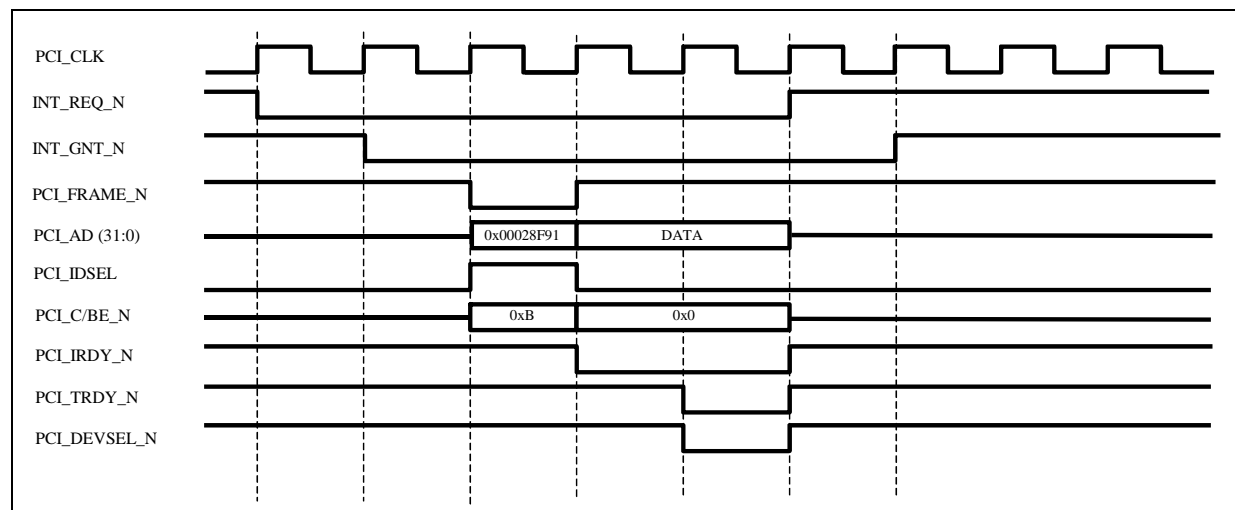 PCI_CLK
INT_REQ_N
INT_GNT_N
PCI_FRAME_N
PCI_AD (31:0) 0x00028F91 DATA
PCI_IDSEL
PCI_C/BE_N 0xB 0x0
PCI_IRDY_N
PCI_TRDY_N
PCI_DEVSEL_N